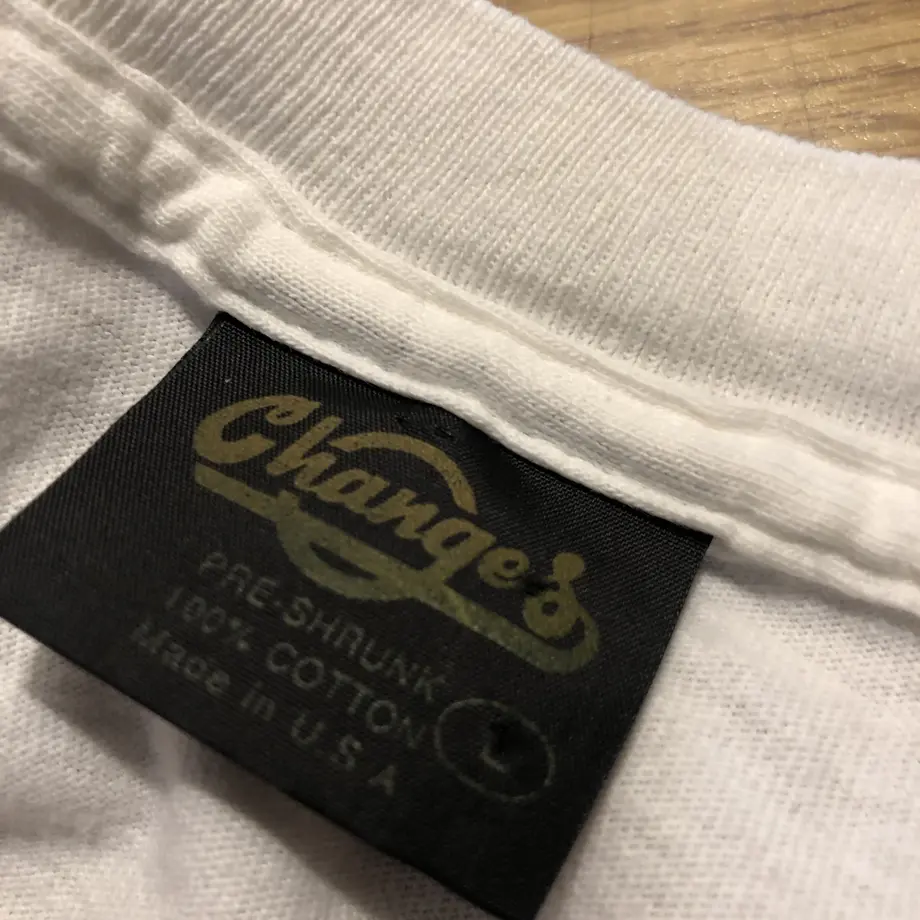 Changes
PRE-SHRUNK
100% COTTON
Made in U.S.A
L